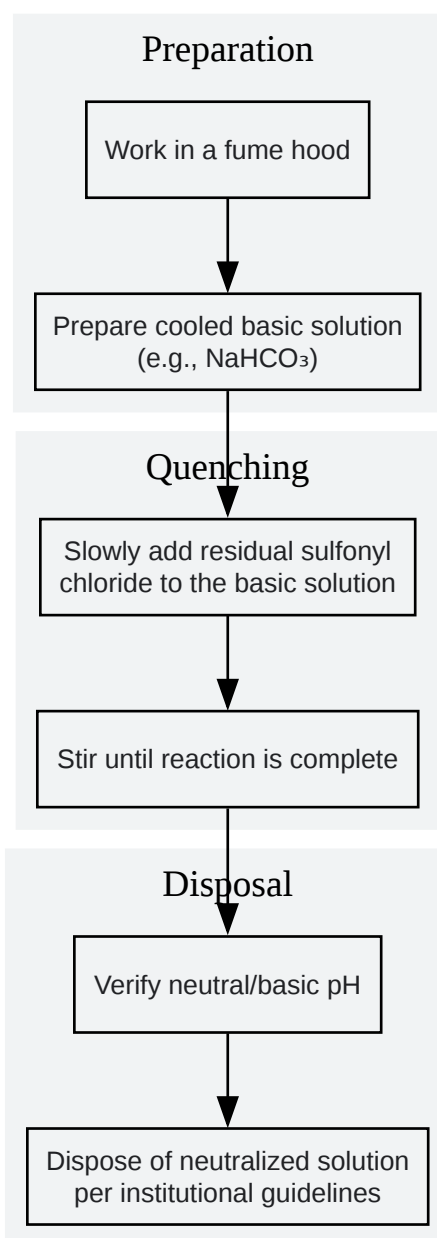 Preparation
Work in a fume hood
Prepare cooled basic solution
(e.g., NaHCO₃)
Quenching
Slowly add residual sulfonyl
chloride to the basic solution
Stir until reaction is complete
Disposal
Verify neutral/basic pH
Dispose of neutralized solution
per institutional guidelines